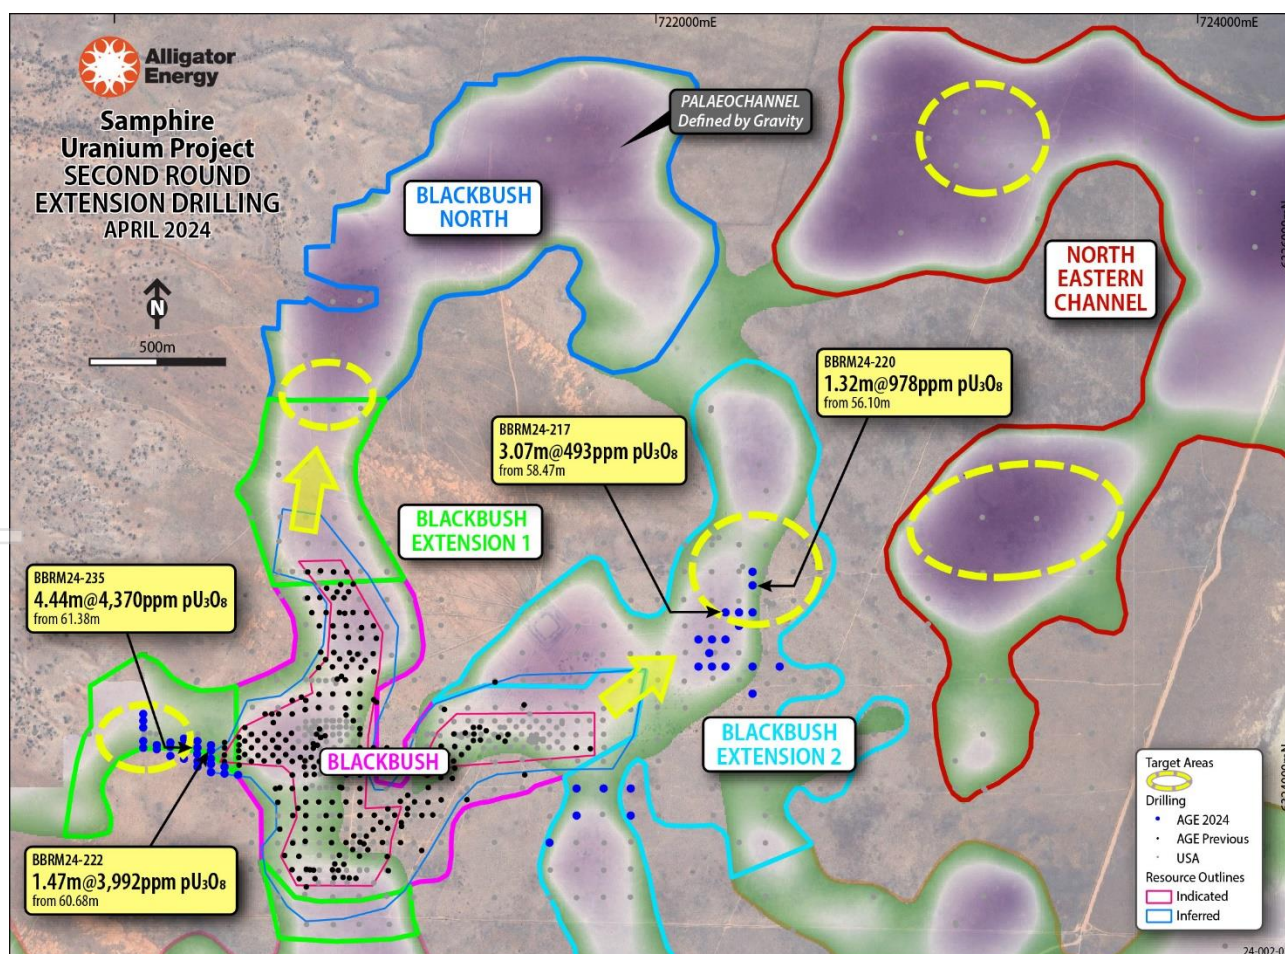 722000mE
724000mE
Alligator
Energy
Samphire
Uranium Project
SECOND ROUND
EXTENSION DRILLING
APRIL 2024
N
500m
PALAEOCHANNEL
Defined by Gravity
BLACKBUSH
NORTH
NORTH
EASTERN
CHANNEL
BBRM24-220
1.32m@978ppm pU₃O₈
from 56.10m
BBRM24-217
3.07m@493ppm pU₃O₈
from 58.47m
BLACKBUSH
EXTENSION 1
BBRM24-235
4.44m@4,370ppm pU₃O₈
from 61.38m
BLACKBUSH
BLACKBUSH
EXTENSION 2
BBRM24-222
1.47m@3,992ppm pU₃O₈
from 60.68m
Target Areas
Drilling
AGE 2024
AGE Previous
USA
Resource Outlines
Indicated
Inferred